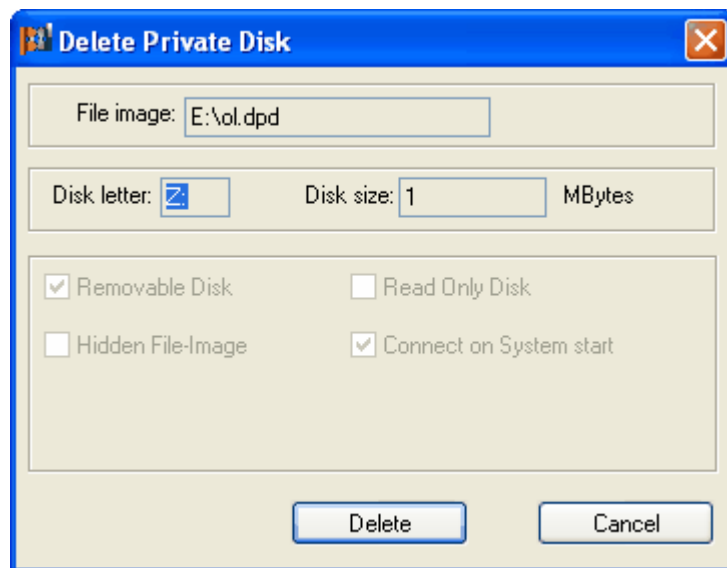 Delete Private Disk
File image: E:\ol.dpd
Disk letter: Z: Disk size: 1 MBytes
Removable Disk Read Only Disk
Hidden File-Image Connect on System start
Delete Cancel